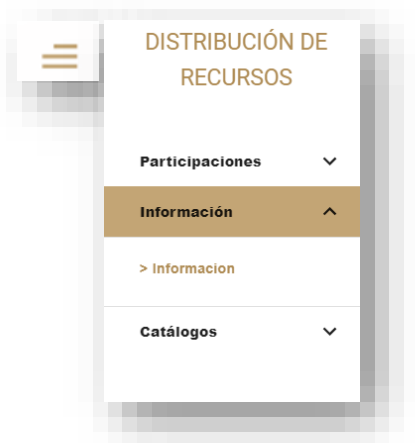 DISTRIBUCIÓN DE
RECURSOS
Participaciones
Información
> Informacion
Catálogos